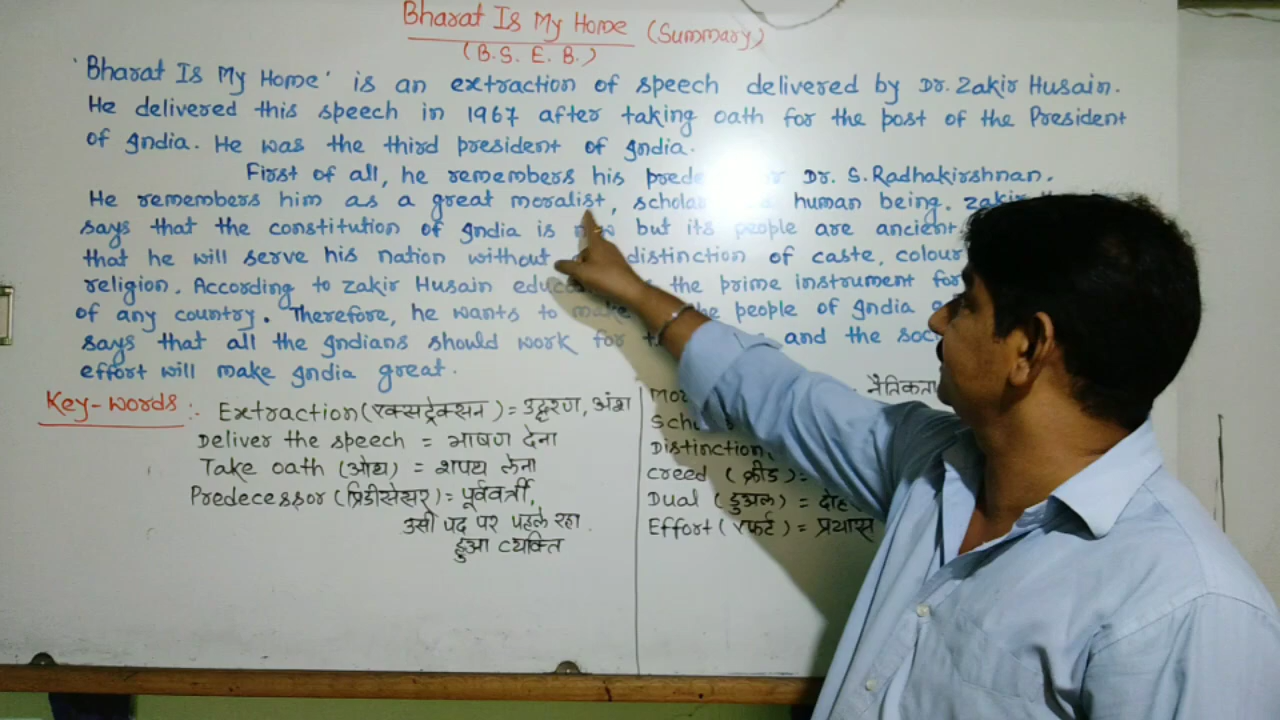 Bharat Is My Home (Summary)
(B. S. E. B.)
'Bharat Is My Home' is an extraction of speech delivered by Dr. Zakir Husain.
He delivered this speech in 1967 after taking oath for the post of the President
of India. He was the third president of India.
First of all, he remembers his Dr. S. Radhakirshnan.
He remembers him as a great moralist, human being.
says that the constitution of India is but its people are ancient
that he will serve his nation without distinction of caste, colour
religion. According to Zakir Husain the prime instrument for
of any country. Therefore, he wants to make people of India
says that all the Indians should work for and the
effort will make India great.
Key-words :- Extraction (एक्सट्रेक्सन) = उद्धरण, अंश
Deliver the speech = भाषण देना
Take oath (ओथ) = शपथ लेना
Predecessor (प्रिडीसेसर) = पूर्ववर्ती,
उसी पद पर पहले रहा
हुआ व्यक्ति
नैतिकता
Distinction
Creed (क्रीड) =
Dual (डुअल) =
Effort (एफर्ट) = प्रयास